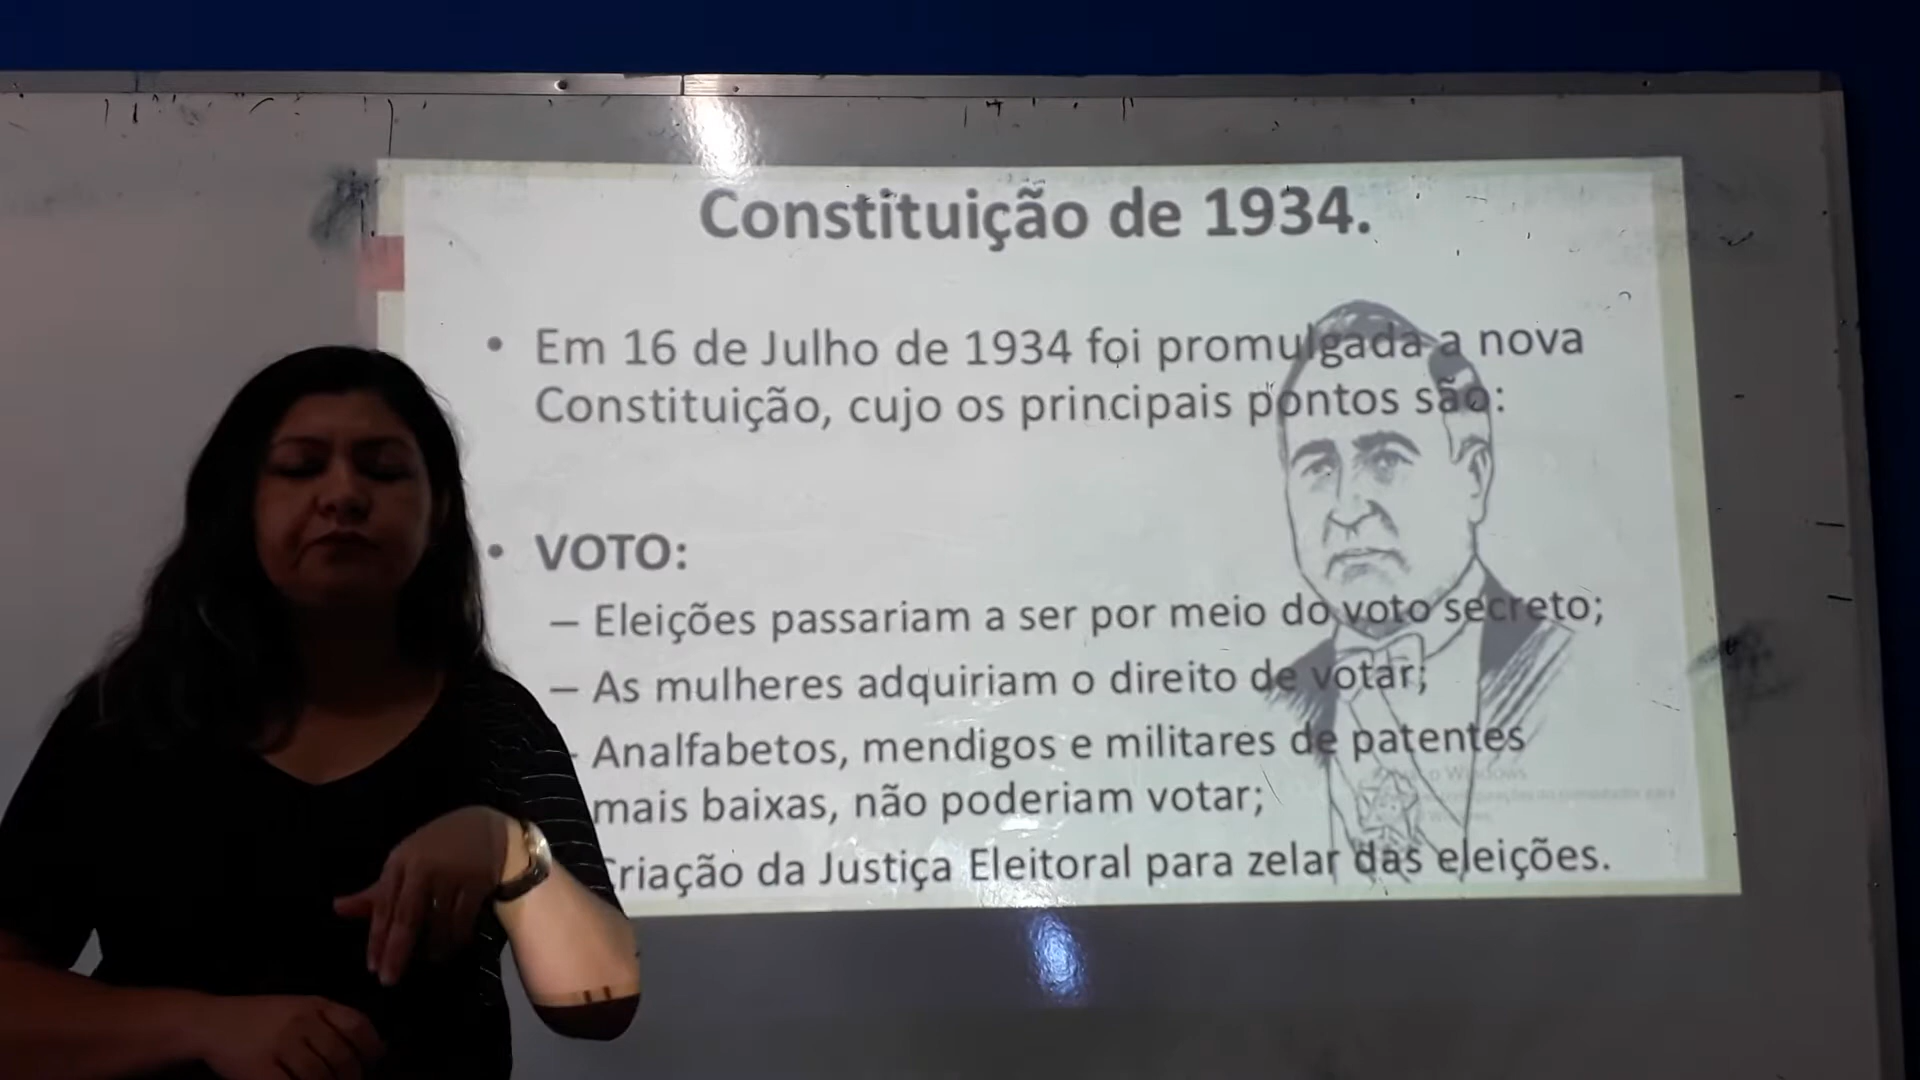 Constituição de 1934.
• Em 16 de Julho de 1934 foi promulgada a nova
Constituição, cujo os principais pontos são:
• VOTO:
– Eleições passariam a ser por meio do voto secreto;
– As mulheres adquiriam o direito de votar;
- Analfabetos, mendigos e militares de patentes
mais baixas, não poderiam votar;
Criação da Justiça Eleitoral para zelar das eleições.